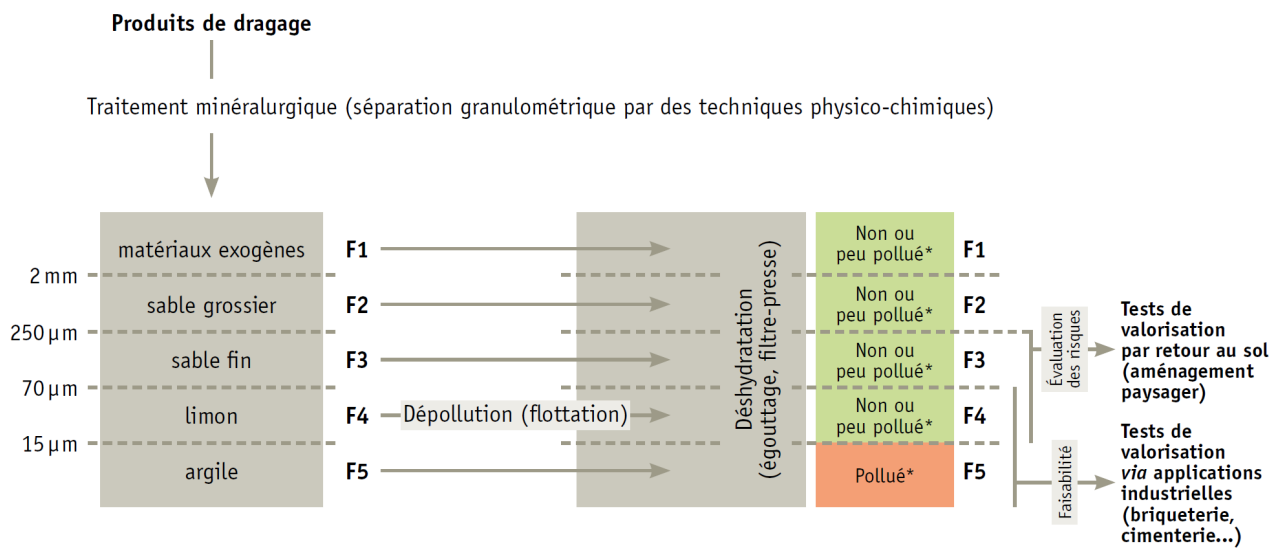 Produits de dragage
Traitement minéralurgique (séparation granulométrique par des techniques physico-chimiques)
matériaux exogènes
F1
2 mm
sable grossier
F2
250 µm
sable fin
F3
70 µm
limon
F4
Dépollution (flottation)
15 µm
argile
F5
Déshydratation
(égouttage, filtre-presse)
Non ou
peu pollué*
F1
Non ou
peu pollué*
F2
Non ou
peu pollué*
F3
Non ou
peu pollué*
F4
Pollué*
F5
Évaluation
des risques
Tests de
valorisation
par retour au sol
(aménagement
paysager)
Faisabilité
Tests de
valorisation
via applications
industrielles
(briqueterie,
cimenterie...)